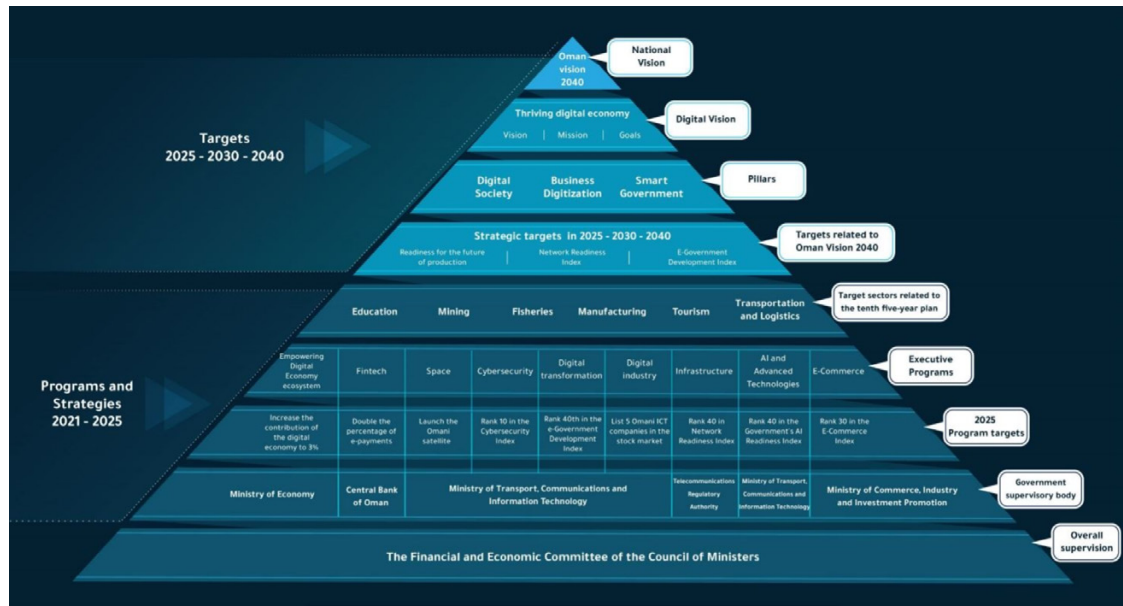 Oman
vision
2040
National
Vision
Thriving digital economy
Vision | Mission | Goals
Digital Vision
Targets
2025 - 2030 - 2040
Digital
Society
Business
Digitization
Smart
Government
Pillars
Strategic targets in 2025 - 2030 - 2040
Readiness for the future
of production
Network Readiness
Index
E-Government
Development Index
Targets related to
Oman Vision 2040
Education
Mining
Fisheries
Manufacturing
Tourism
Transportation
and Logistics
Target sectors related to
the tenth five-year plan
Programs and
Strategies
2021 - 2025
Empowering
Digital
Economy
ecosystem
Fintech
Space
Cybersecurity
Digital
transformation
Digital
industry
Infrastructure
AI and
Advanced
Technologies
E-Commerce
Executive
Programs
Increase the
contribution of
the digital
economy to 3%
Double the
percentage of
e-payments
Launch the
Omani
satellite
Rank 10 in the
Cybersecurity
Index
Rank 40th in the
e-Government
Development
Index
List 5 Omani ICT
companies in the
stock market
Rank 40 in
Network
Readiness Index
Rank 40 in the
Government's AI
Readiness Index
Rank 30 in the
E-Commerce
Index
2025
Program targets
Ministry of Economy
Central Bank
of Oman
Ministry of Transport, Communications and
Information Technology
Telecommunications
Regulatory
Authority
Ministry of Transport,
Communications and
Information Technology
Ministry of Commerce, Industry
and Investment Promotion
Government
supervisory body
The Financial and Economic Committee of the Council of Ministers
Overall
supervision